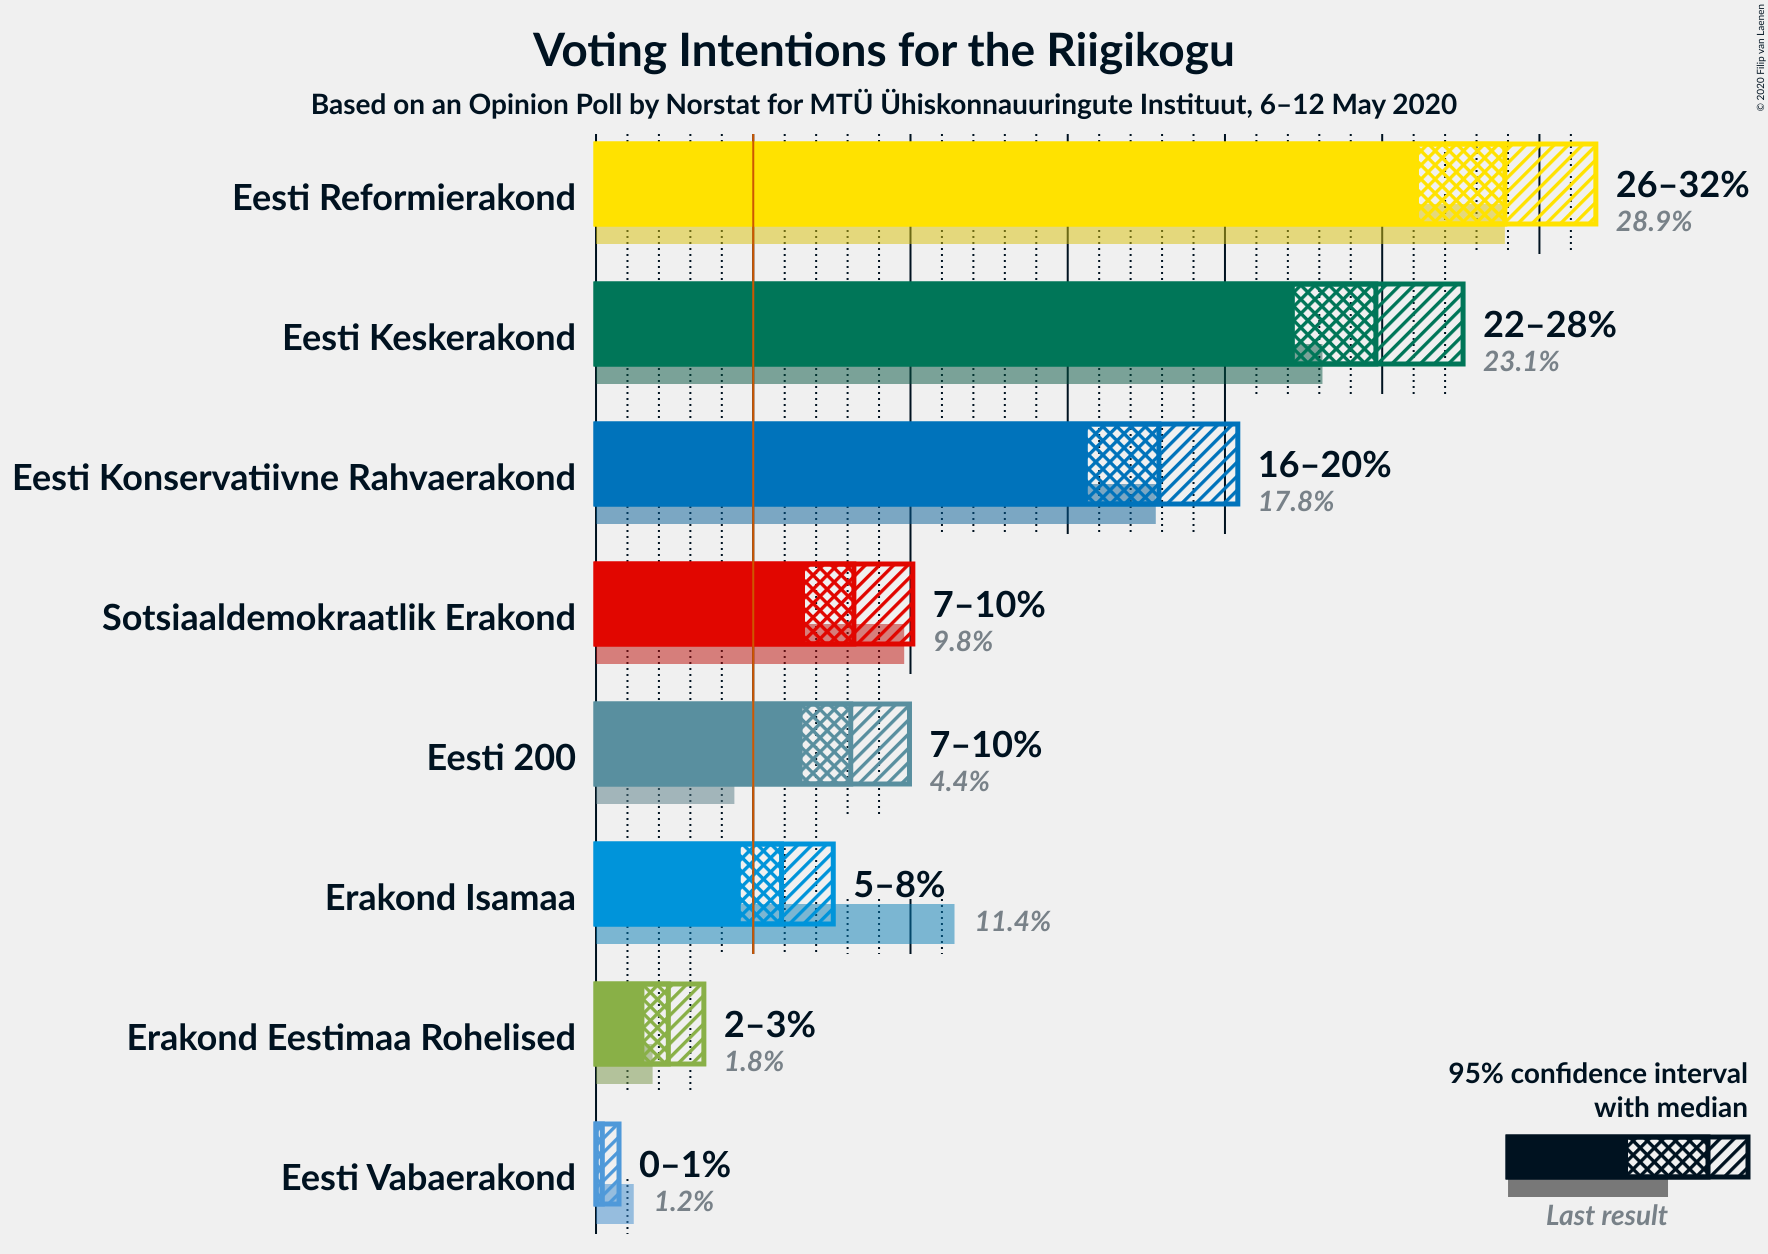 Voting Intentions for the Riigikogu
Based on an Opinion Poll by Norstat for MTÜ Ühiskonnauuringute Instituut, 6–12 May 2020
© 2020 Filip van Laenen
Eesti Reformierakond
26–32%
28.9%
Eesti Keskerakond
22–28%
23.1%
Eesti Konservatiivne Rahvaerakond
16–20%
17.8%
Sotsiaaldemokraatlik Erakond
7–10%
9.8%
Eesti 200
7–10%
4.4%
Erakond Isamaa
5–8%
11.4%
Erakond Eestimaa Rohelised
2–3%
1.8%
Eesti Vabaerakond
0–1%
1.2%
95% confidence interval
with median
Last result